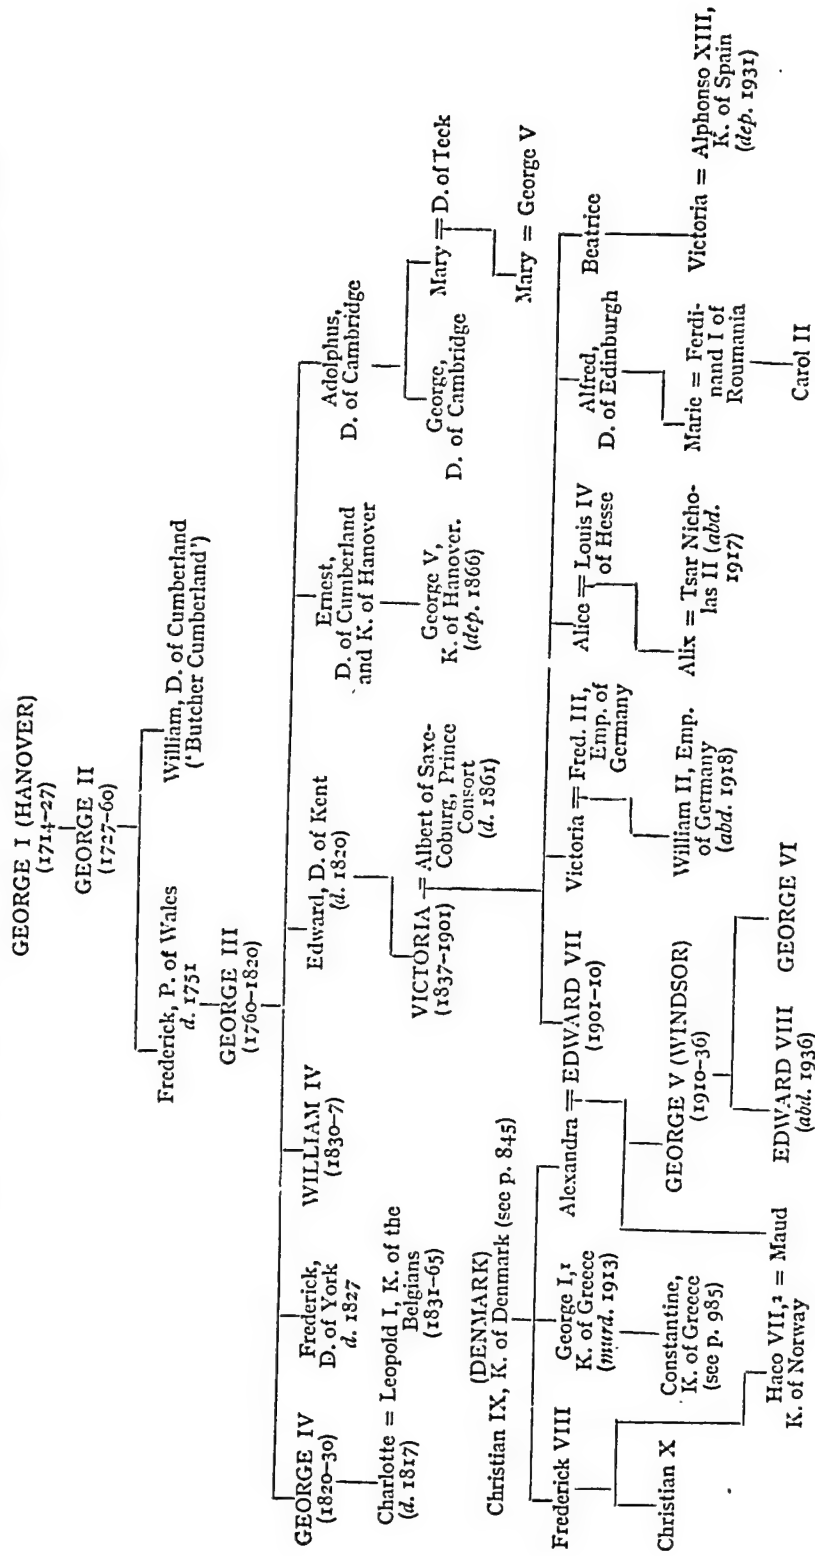 GEORGE I (HANOVER)
(1714–27)
GEORGE II
(1727–60)
Frederick, P. of Wales
d. 1751
William, D. of Cumberland
('Butcher Cumberland')
GEORGE III
(1760–1820)
GEORGE IV
(1820–30)
Frederick,
D. of York
d. 1827
WILLIAM IV
(1830–7)
Edward, D. of Kent
(d. 1820)
Ernest,
D. of Cumberland
and K. of Hanover
Adolphus,
D. of Cambridge
Charlotte = Leopold I, K. of the
(d. 1817)
Belgians
(1831–65)
VICTORIA = Albert of Saxe-
(1837–1901)
Coburg, Prince
Consort
(d. 1861)
George V,
K. of Hanover.
(dep. 1866)
George,
D. of Cambridge
Mary = D. of Teck
Mary = George V
(DENMARK)
Christian IX, K. of Denmark (see p. 845)
Frederick VIII
George I,¹
K. of Greece
(murd. 1913)
Alexandra = EDWARD VII
(1901–10)
Victoria = Fred. III,
Emp. of
Germany
Alice = Louis IV
of Hesse
Alfred,
D. of Edinburgh
Beatrice
Christian X
Constantine,
K. of Greece
(see p. 985)
GEORGE V (WINDSOR)
(1910–36)
William II, Emp.
of Germany
(abd. 1918)
Alix = Tsar Nicho-
las II (abd.
1917)
Marie = Ferdi-
nand I of
Roumania
Victoria = Alphonso XIII,
K. of Spain
(dep. 1931)
Haco VII,² = Maud
K. of Norway
EDWARD VIII
(abd. 1936)
GEORGE VI
Carol II